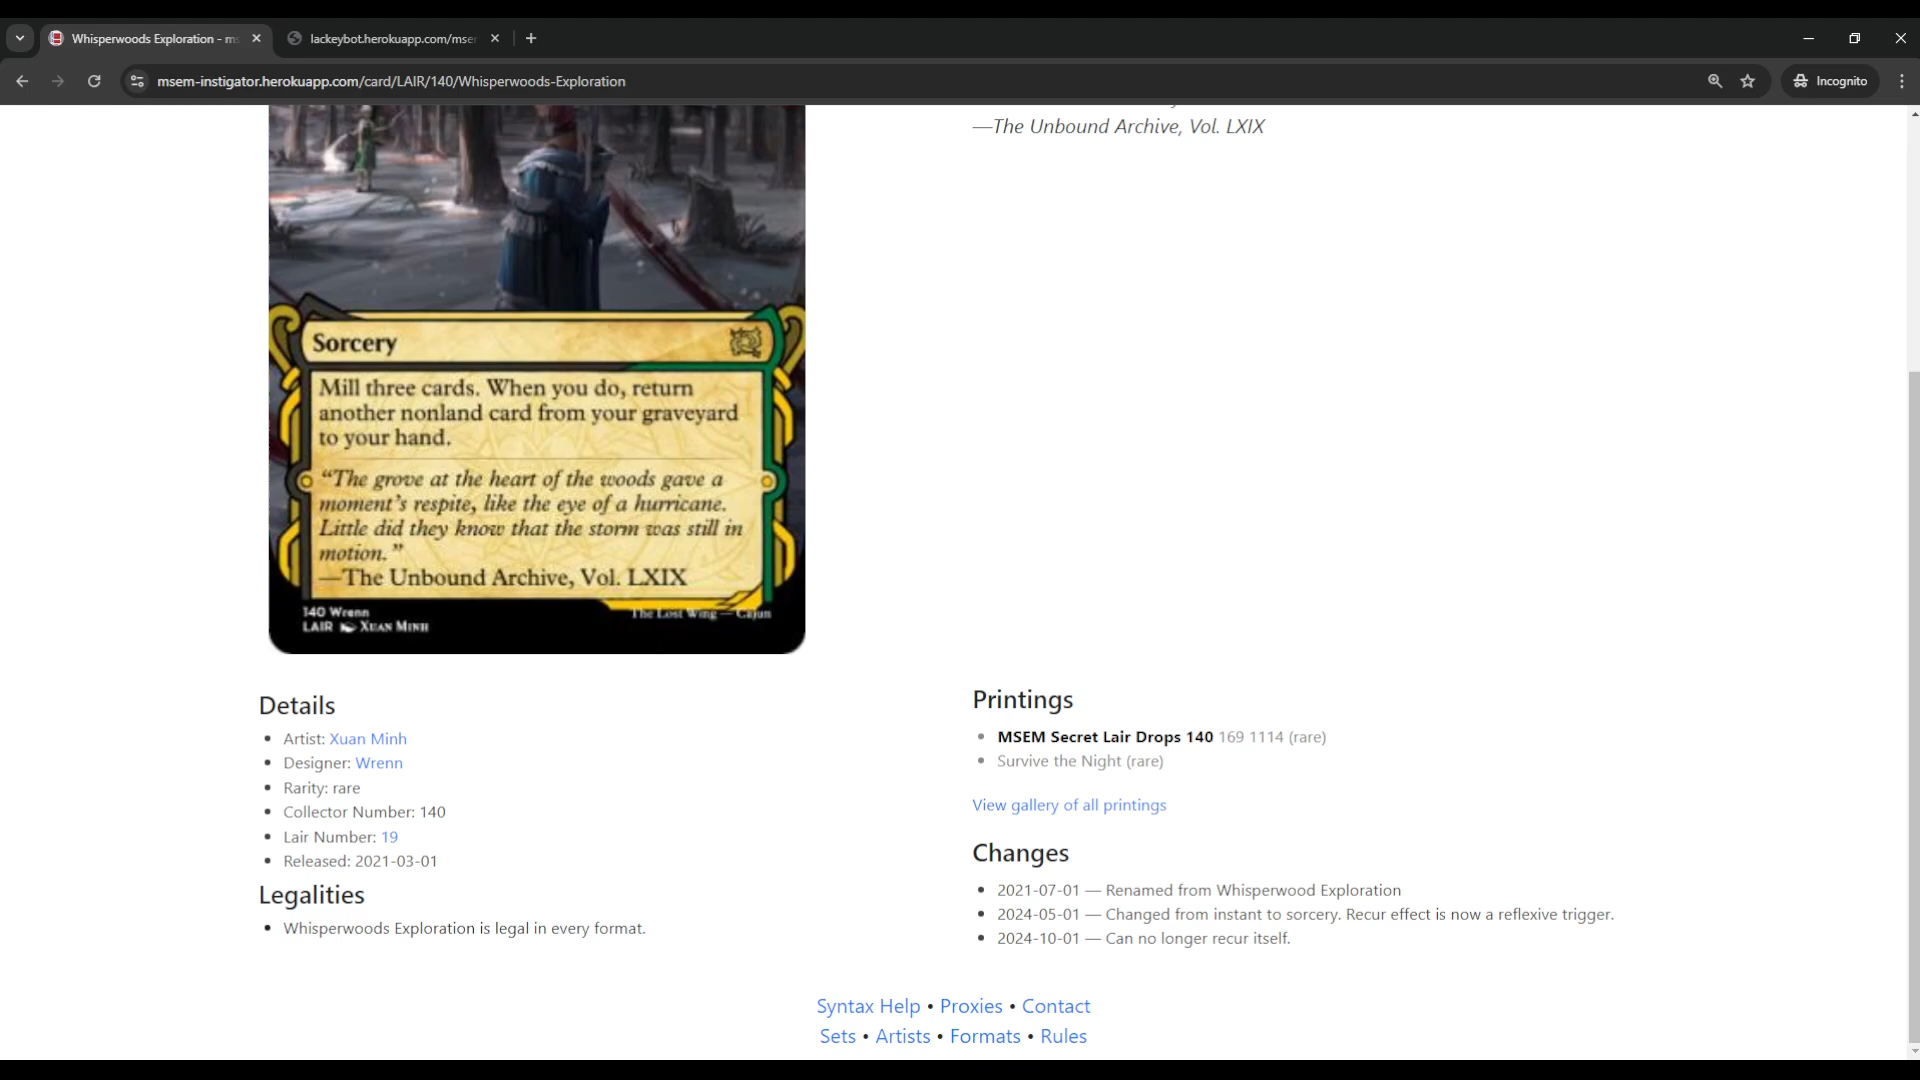 Whisperwoods Exploration - ms
lackeybot.herokuapp.com/mse
msem-instigator.herokuapp.com/card/LAIR/140/Whisperwoods-Exploration
Incognito
—The Unbound Archive, Vol. LXIX
Sorcery
Mill three cards. When you do, return
another nonland card from your graveyard
to your hand.
“The grove at the heart of the woods gave a
moment’s respite, like the eye of a hurricane.
Little did they know that the storm was still in
motion.”
—The Unbound Archive, Vol. LXIX
140 Wrenn
The Lost Wing — Cajun
LAIR Xuan Minh
Details
• Artist: Xuan Minh
• Designer: Wrenn
• Rarity: rare
• Collector Number: 140
• Lair Number: 19
• Released: 2021-03-01
Legalities
• Whisperwoods Exploration is legal in every format.
Printings
• MSEM Secret Lair Drops 140 169 1114 (rare)
• Survive the Night (rare)
View gallery of all printings
Changes
• 2021-07-01 — Renamed from Whisperwood Exploration
• 2024-05-01 — Changed from instant to sorcery. Recur effect is now a reflexive trigger.
• 2024-10-01 — Can no longer recur itself.
Syntax Help • Proxies • Contact
Sets • Artists • Formats • Rules